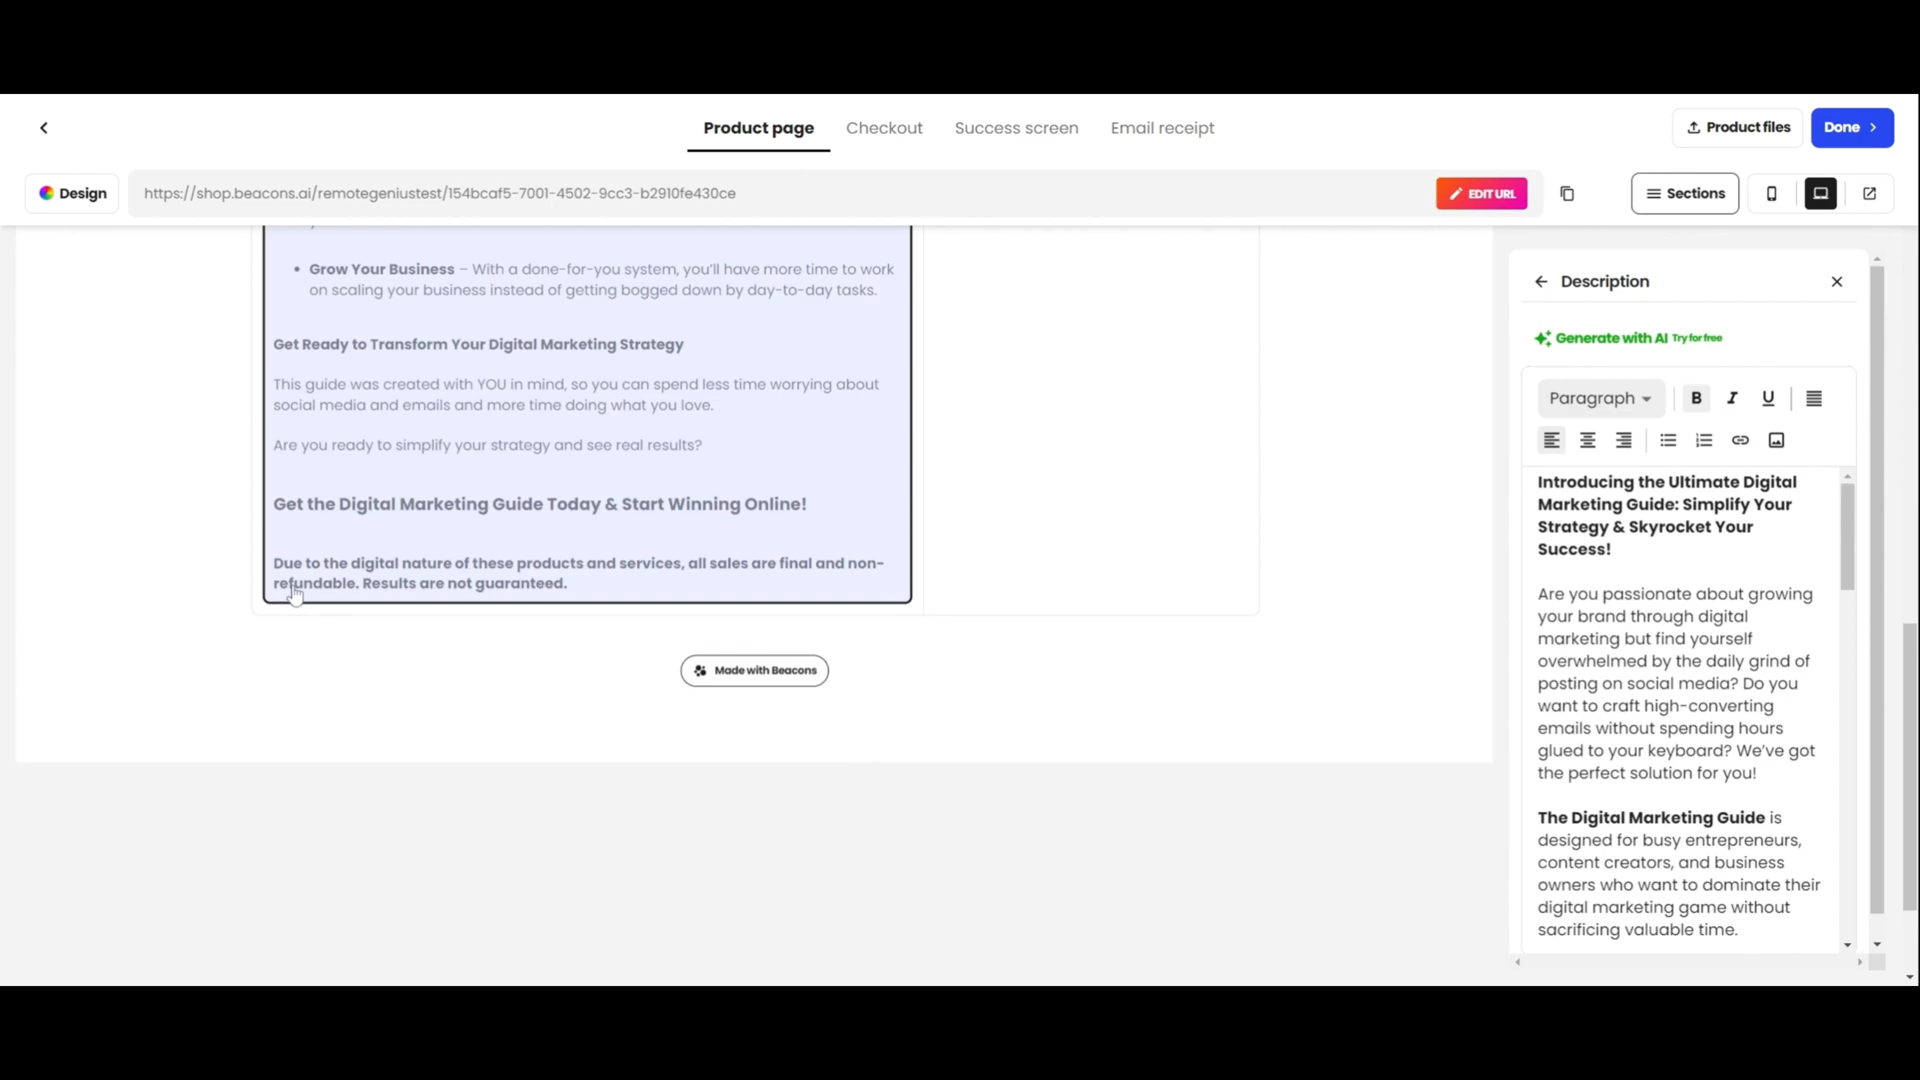 Product page
Checkout
Success screen
Email receipt
Product files
Done
Design
https://shop.beacons.ai/remotegeniustest/154bcaf5-7001-4502-9cc3-b2910fe430ce
EDIT URL
Sections
• Grow Your Business – With a done-for-you system, you'll have more time to work
on scaling your business instead of getting bogged down by day-to-day tasks.
Get Ready to Transform Your Digital Marketing Strategy
This guide was created with YOU in mind, so you can spend less time worrying about
social media and emails and more time doing what you love.
Are you ready to simplify your strategy and see real results?
Get the Digital Marketing Guide Today & Start Winning Online!
Due to the digital nature of these products and services, all sales are final and non-
refundable. Results are not guaranteed.
Made with Beacons
Description
Generate with AI Try for free
Paragraph
B I U
Introducing the Ultimate Digital
Marketing Guide: Simplify Your
Strategy & Skyrocket Your
Success!
Are you passionate about growing
your brand through digital
marketing but find yourself
overwhelmed by the daily grind of
posting on social media? Do you
want to craft high-converting
emails without spending hours
glued to your keyboard? We've got
the perfect solution for you!
The Digital Marketing Guide is
designed for busy entrepreneurs,
content creators, and business
owners who want to dominate their
digital marketing game without
sacrificing valuable time.